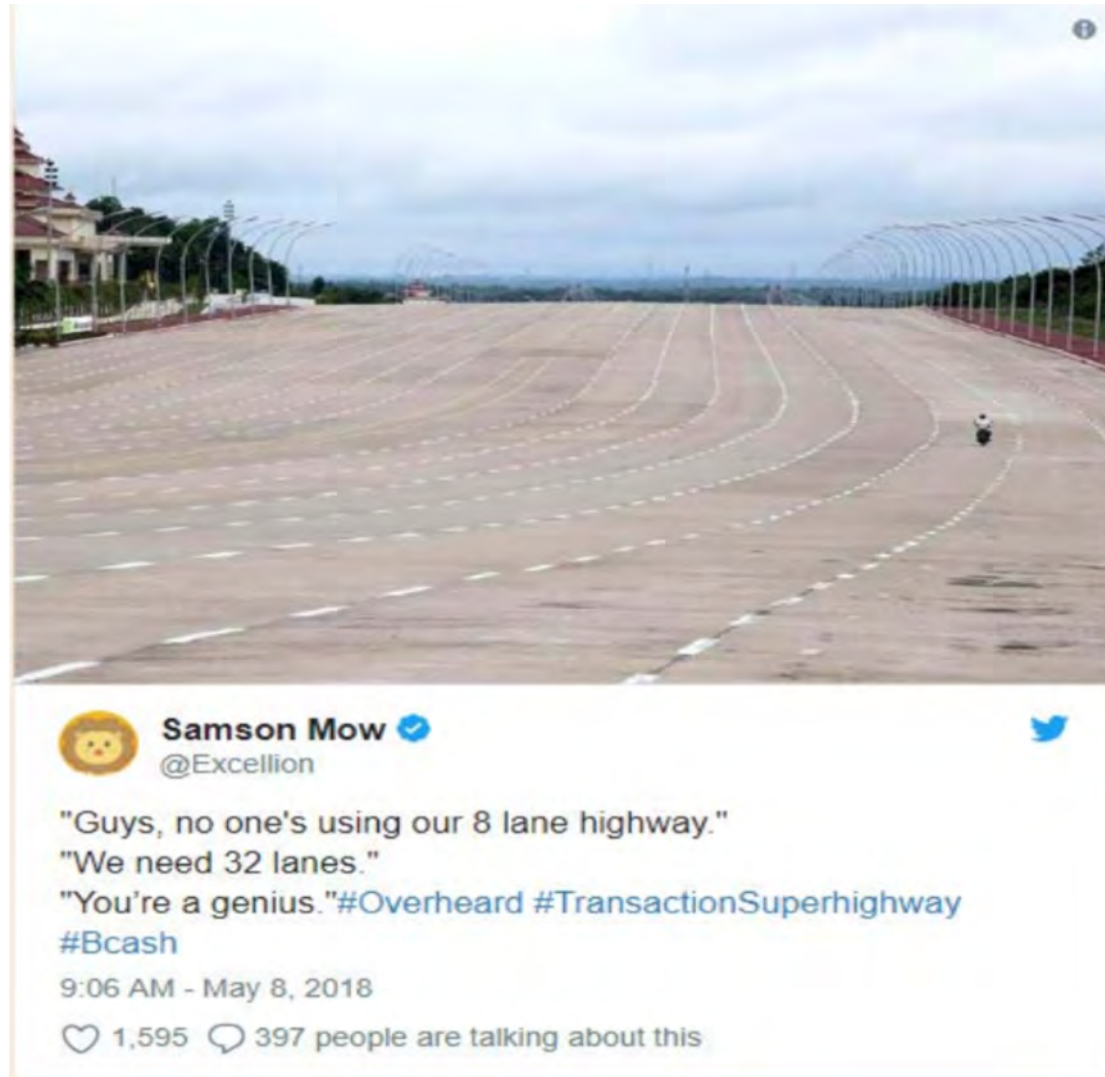 Samson Mow
@Excellion
"Guys, no one's using our 8 lane highway."
"We need 32 lanes."
"You're a genius."#Overheard #TransactionSuperhighway
#Bcash
9:06 AM - May 8, 2018
1,595 397 people are talking about this